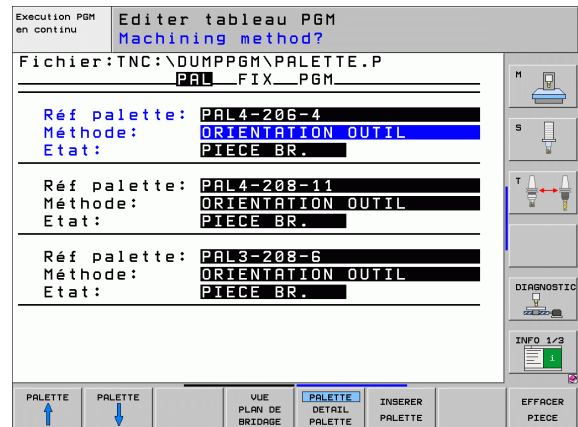 Execution PGM
en continu
Editer tableau PGM
Machining method?
Fichier:TNC:\DUMPPGM\PALETTE.P
PAL FIX PGM
Réf palette: PAL4-206-4
Méthode: ORIENTATION OUTIL
Etat: PIECE BR.
Réf palette: PAL4-208-11
Méthode: ORIENTATION OUTIL
Etat: PIECE BR.
Réf palette: PAL3-208-6
Méthode: ORIENTATION OUTIL
Etat: PIECE BR.
M
S
T
DIAGNOSTIC
INFO 1/3
i
PALETTE
PALETTE
VUE
PLAN DE
BRIDAGE
PALETTE
DETAIL
PALETTE
INSERER
PALETTE
EFFACER
PIECE